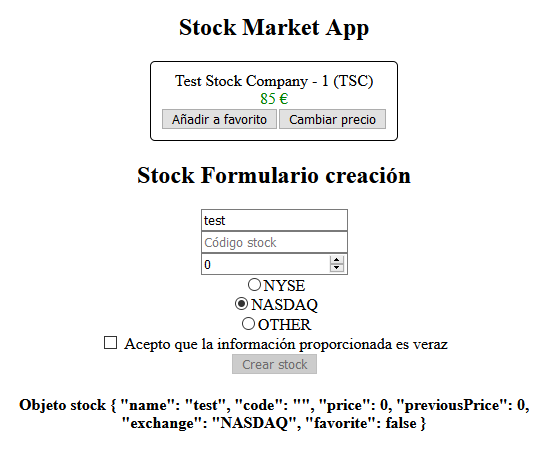 Stock Market App
Test Stock Company - 1 (TSC)
85 €
Añadir a favorito Cambiar precio
Stock Formulario creación
test
Código stock
0
NYSE
NASDAQ
OTHER
Acepto que la información proporcionada es veraz
Crear stock
Objeto stock { "name": "test", "code": "", "price": 0, "previousPrice": 0,
"exchange": "NASDAQ", "favorite": false }